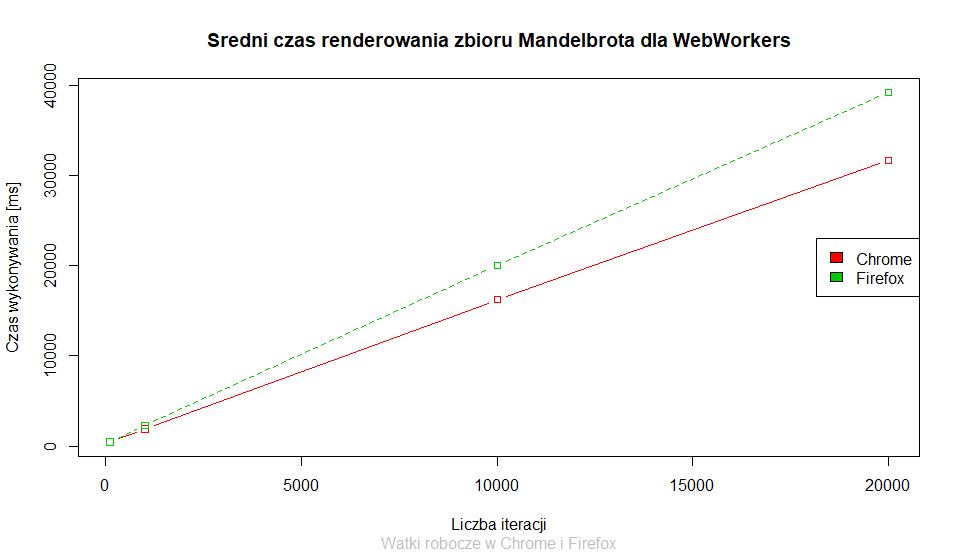 Sredni czas renderowania zbioru Mandelbrota dla WebWorkers
Czas wykonywania [ms]
40000
30000
20000
10000
0
Chrome
Firefox
0 5000 10000 15000 20000
Liczba iteracji
Watki robocze w Chrome i Firefox